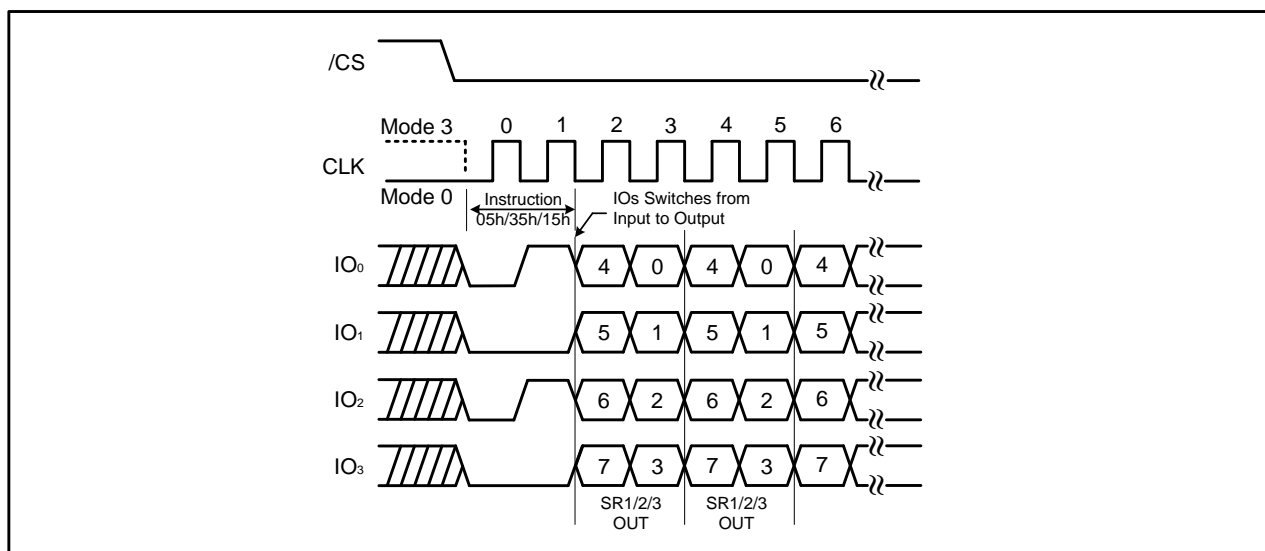 /CS
Mode 3 0 1 2 3 4 5 6
CLK
Mode 0
Instruction
05h/35h/15h
IOs Switches from
Input to Output
IO₀ 4 0 4 0 4
IO₁ 5 1 5 1 5
IO₂ 6 2 6 2 6
IO₃ 7 3 7 3 7
SR1/2/3
OUT
SR1/2/3
OUT